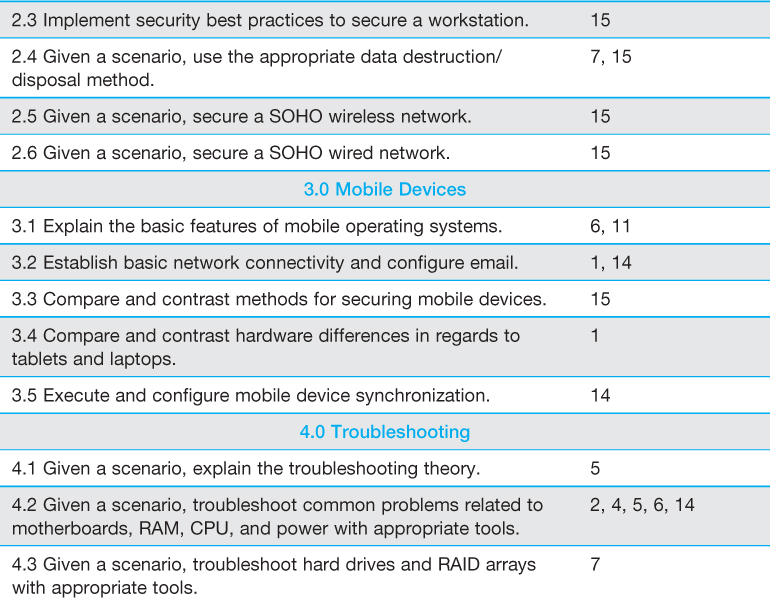 2.3 Implement security best practices to secure a workstation. 15
2.4 Given a scenario, use the appropriate data destruction/ 7, 15
disposal method.
2.5 Given a scenario, secure a SOHO wireless network. 15
2.6 Given a scenario, secure a SOHO wired network. 15
3.0 Mobile Devices
3.1 Explain the basic features of mobile operating systems. 6, 11
3.2 Establish basic network connectivity and configure email. 1, 14
3.3 Compare and contrast methods for securing mobile devices. 15
3.4 Compare and contrast hardware differences in regards to 1
tablets and laptops.
3.5 Execute and configure mobile device synchronization. 14
4.0 Troubleshooting
4.1 Given a scenario, explain the troubleshooting theory. 5
4.2 Given a scenario, troubleshoot common problems related to 2, 4, 5, 6, 14
motherboards, RAM, CPU, and power with appropriate tools.
4.3 Given a scenario, troubleshoot hard drives and RAID arrays 7
with appropriate tools.